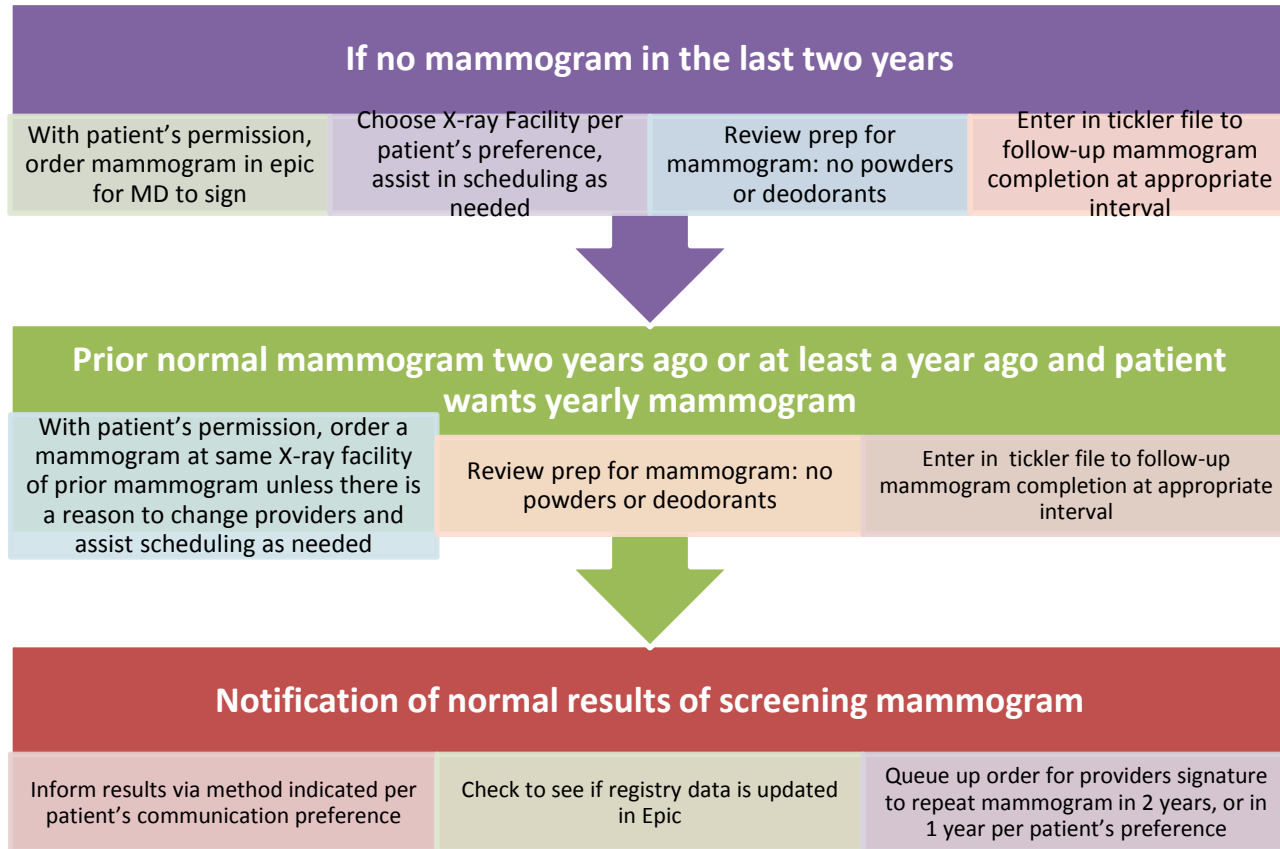 If no mammogram in the last two years
With patient's permission,
order mammogram in epic
for MD to sign
Choose X-ray Facility per
patient's preference,
assist in scheduling as
needed
Review prep for
mammogram: no powders
or deodorants
Enter in tickler file to
follow-up mammogram
completion at appropriate
interval
Prior normal mammogram two years ago or at least a year ago and patient
wants yearly mammogram
With patient's permission, order a
mammogram at same X-ray facility
of prior mammogram unless there is
a reason to change providers and
assist scheduling as needed
Review prep for mammogram: no
powders or deodorants
Enter in  tickler file to follow-up
mammogram completion at appropriate
interval
Notification of normal results of screening mammogram
Inform results via method indicated per
patient's communication preference
Check to see if registry data is updated
in Epic
Queue up order for providers signature
to repeat mammogram in 2 years, or in
1 year per patient's preference